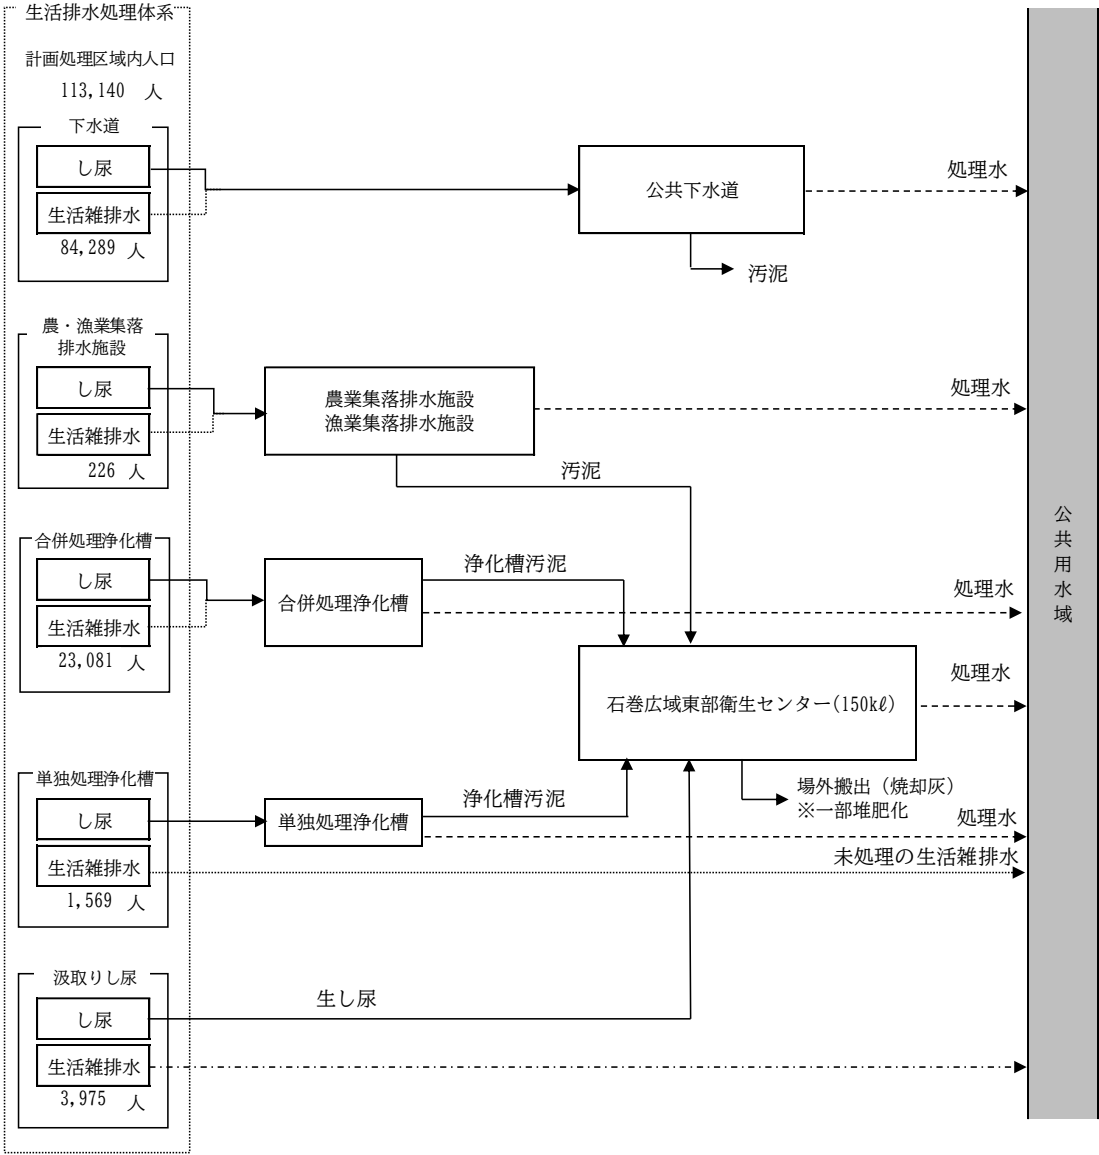 生活排水処理体系
計画処理区域内人口
113,140 人
下水道
し尿
生活雑排水
84,289 人
公共下水道
処理水
汚泥
農・漁業集落
排水施設
し尿
生活雑排水
226 人
農業集落排水施設
漁業集落排水施設
処理水
汚泥
合併処理浄化槽
し尿
生活雑排水
23,081 人
合併処理浄化槽
浄化槽汚泥
処理水
石巻広域東部衛生センター(150kℓ)
処理水
場外搬出（焼却灰）
※一部堆肥化
単独処理浄化槽
し尿
生活雑排水
1,569 人
単独処理浄化槽
浄化槽汚泥
処理水
未処理の生活雑排水
汲取りし尿
し尿
生活雑排水
3,975 人
生し尿
公共用水域